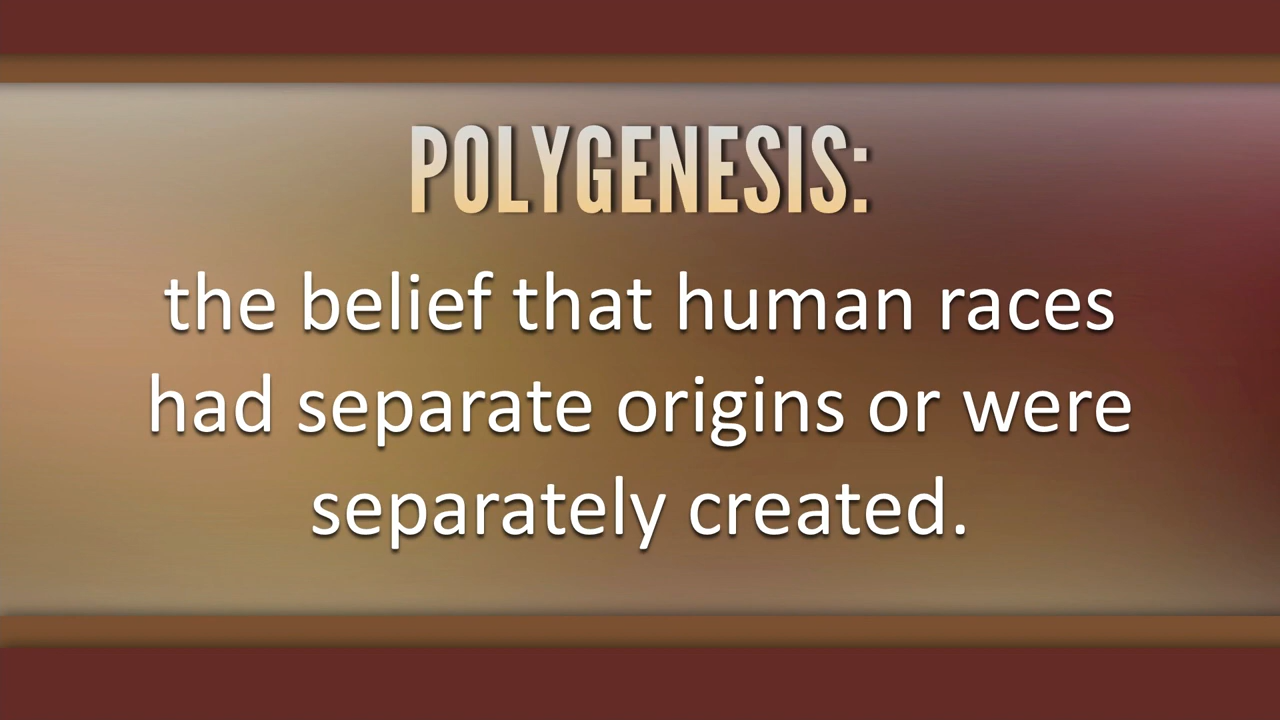 POLYGENESIS:
the belief that human races
had separate origins or were
separately created.